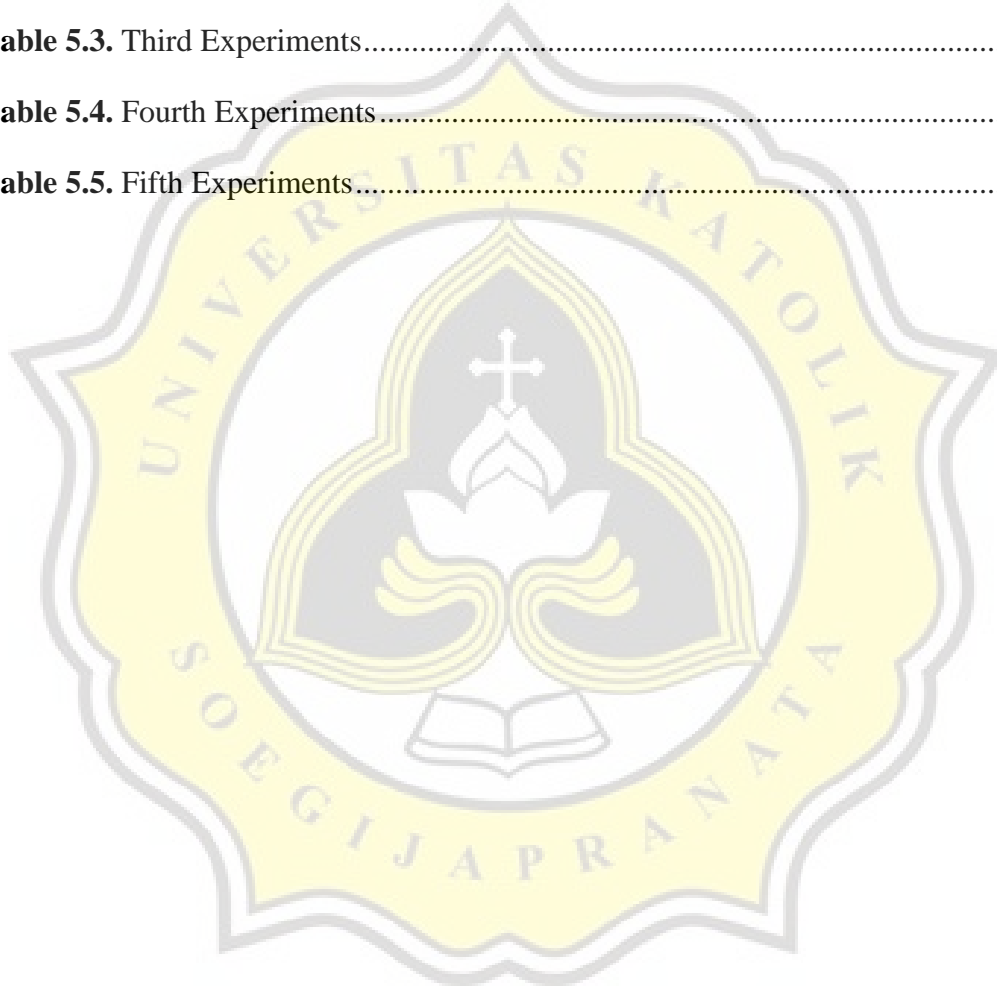 able 5.3. Third Experiments....................................................................................
able 5.4. Fourth Experiments..................................................................................
able 5.5. Fifth Experiments.....................................................................................
UNIVERSITAS KATOLIK
SOEGIJAPRANATA